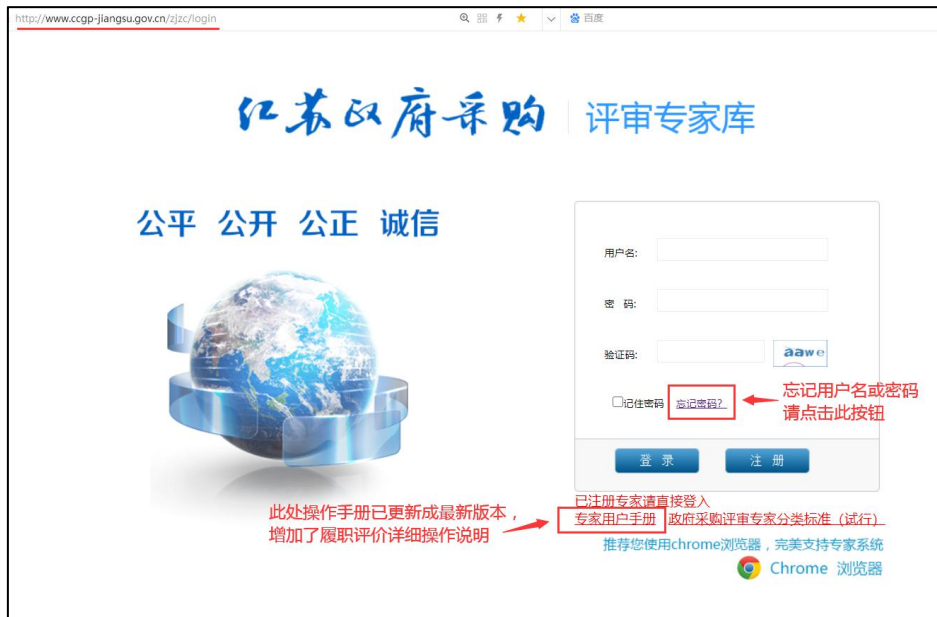 http://www.ccgp-jiangsu.gov.cn/zjzc/login
百度
江苏政府采购 评审专家库
公平 公开 公正 诚信
用户名:
密 码:
验证码:
aawe
记住密码 忘记密码?
忘记用户名或密码
请点击此按钮
登 录 注 册
已注册专家请直接登入
此处操作手册已更新成最新版本，
增加了履职评价详细操作说明
专家用户手册 政府采购评审专家分类标准（试行）
推荐您使用chrome浏览器，完美支持专家系统
Chrome 浏览器